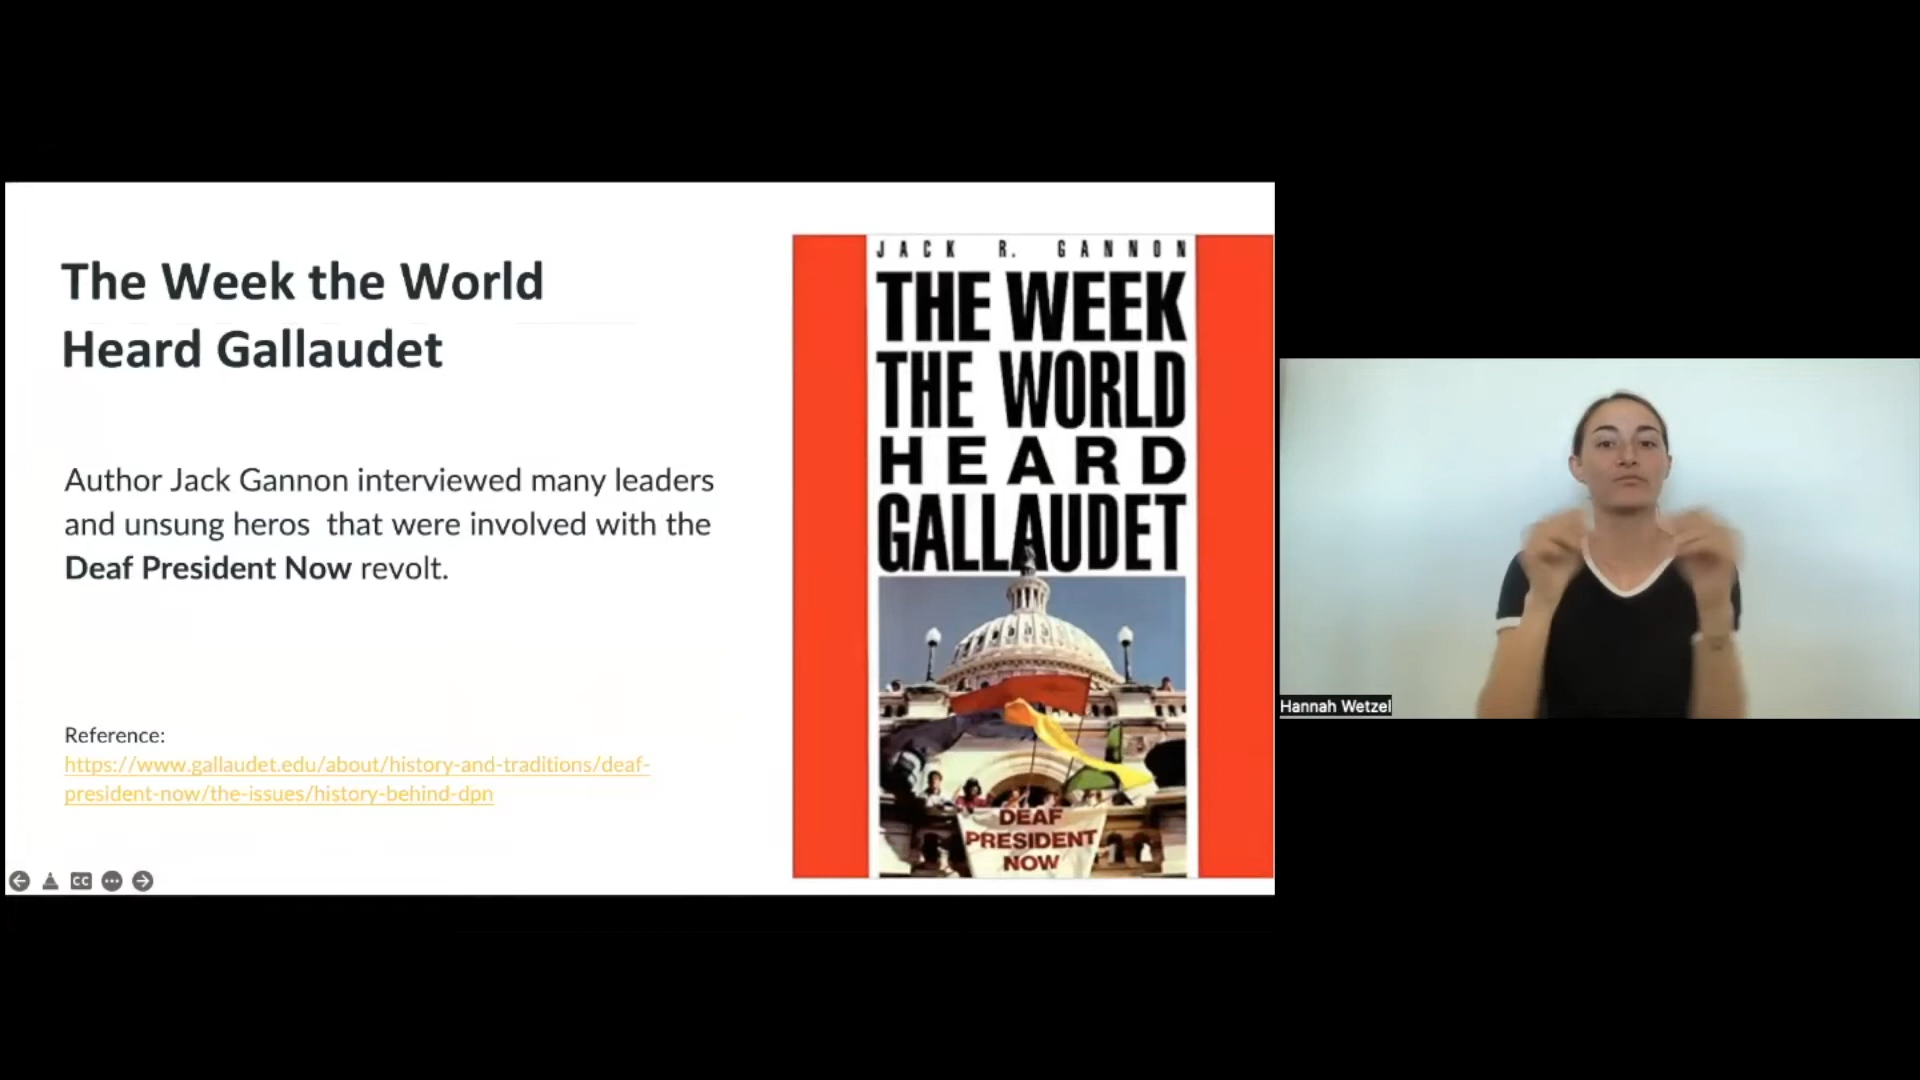 The Week the World
Heard Gallaudet
Author Jack Gannon interviewed many leaders
and unsung heros  that were involved with the
Deaf President Now revolt.
Reference:
https://www.gallaudet.edu/about/history-and-traditions/deaf-
president-now/the-issues/history-behind-dpn
CC
JACK R. GANNON
THE WEEK
THE WORLD
HEARD
GALLAUDET
DEAF
PRESIDENT
NOW
Hannah Wetzel